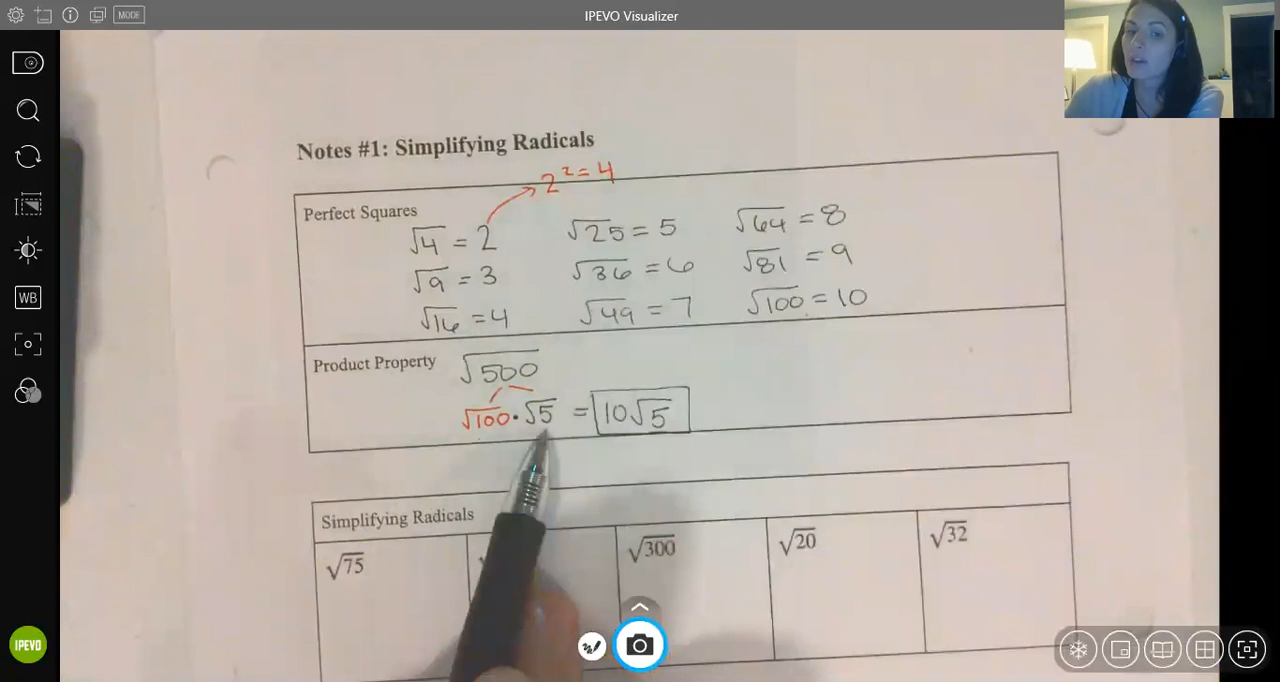 IPEVO Visualizer
MODE
WB
IPEVO
Notes #1: Simplifying Radicals
2² = 4
Perfect Squares
√4 = 2 √25 = 5 √64 = 8
√9 = 3 √36 = 6 √81 = 9
√16 = 4 √49 = 7 √100 = 10
Product Property √500
√100 · √5 = 10√5
Simplifying Radicals
√75 √300 √20 √32